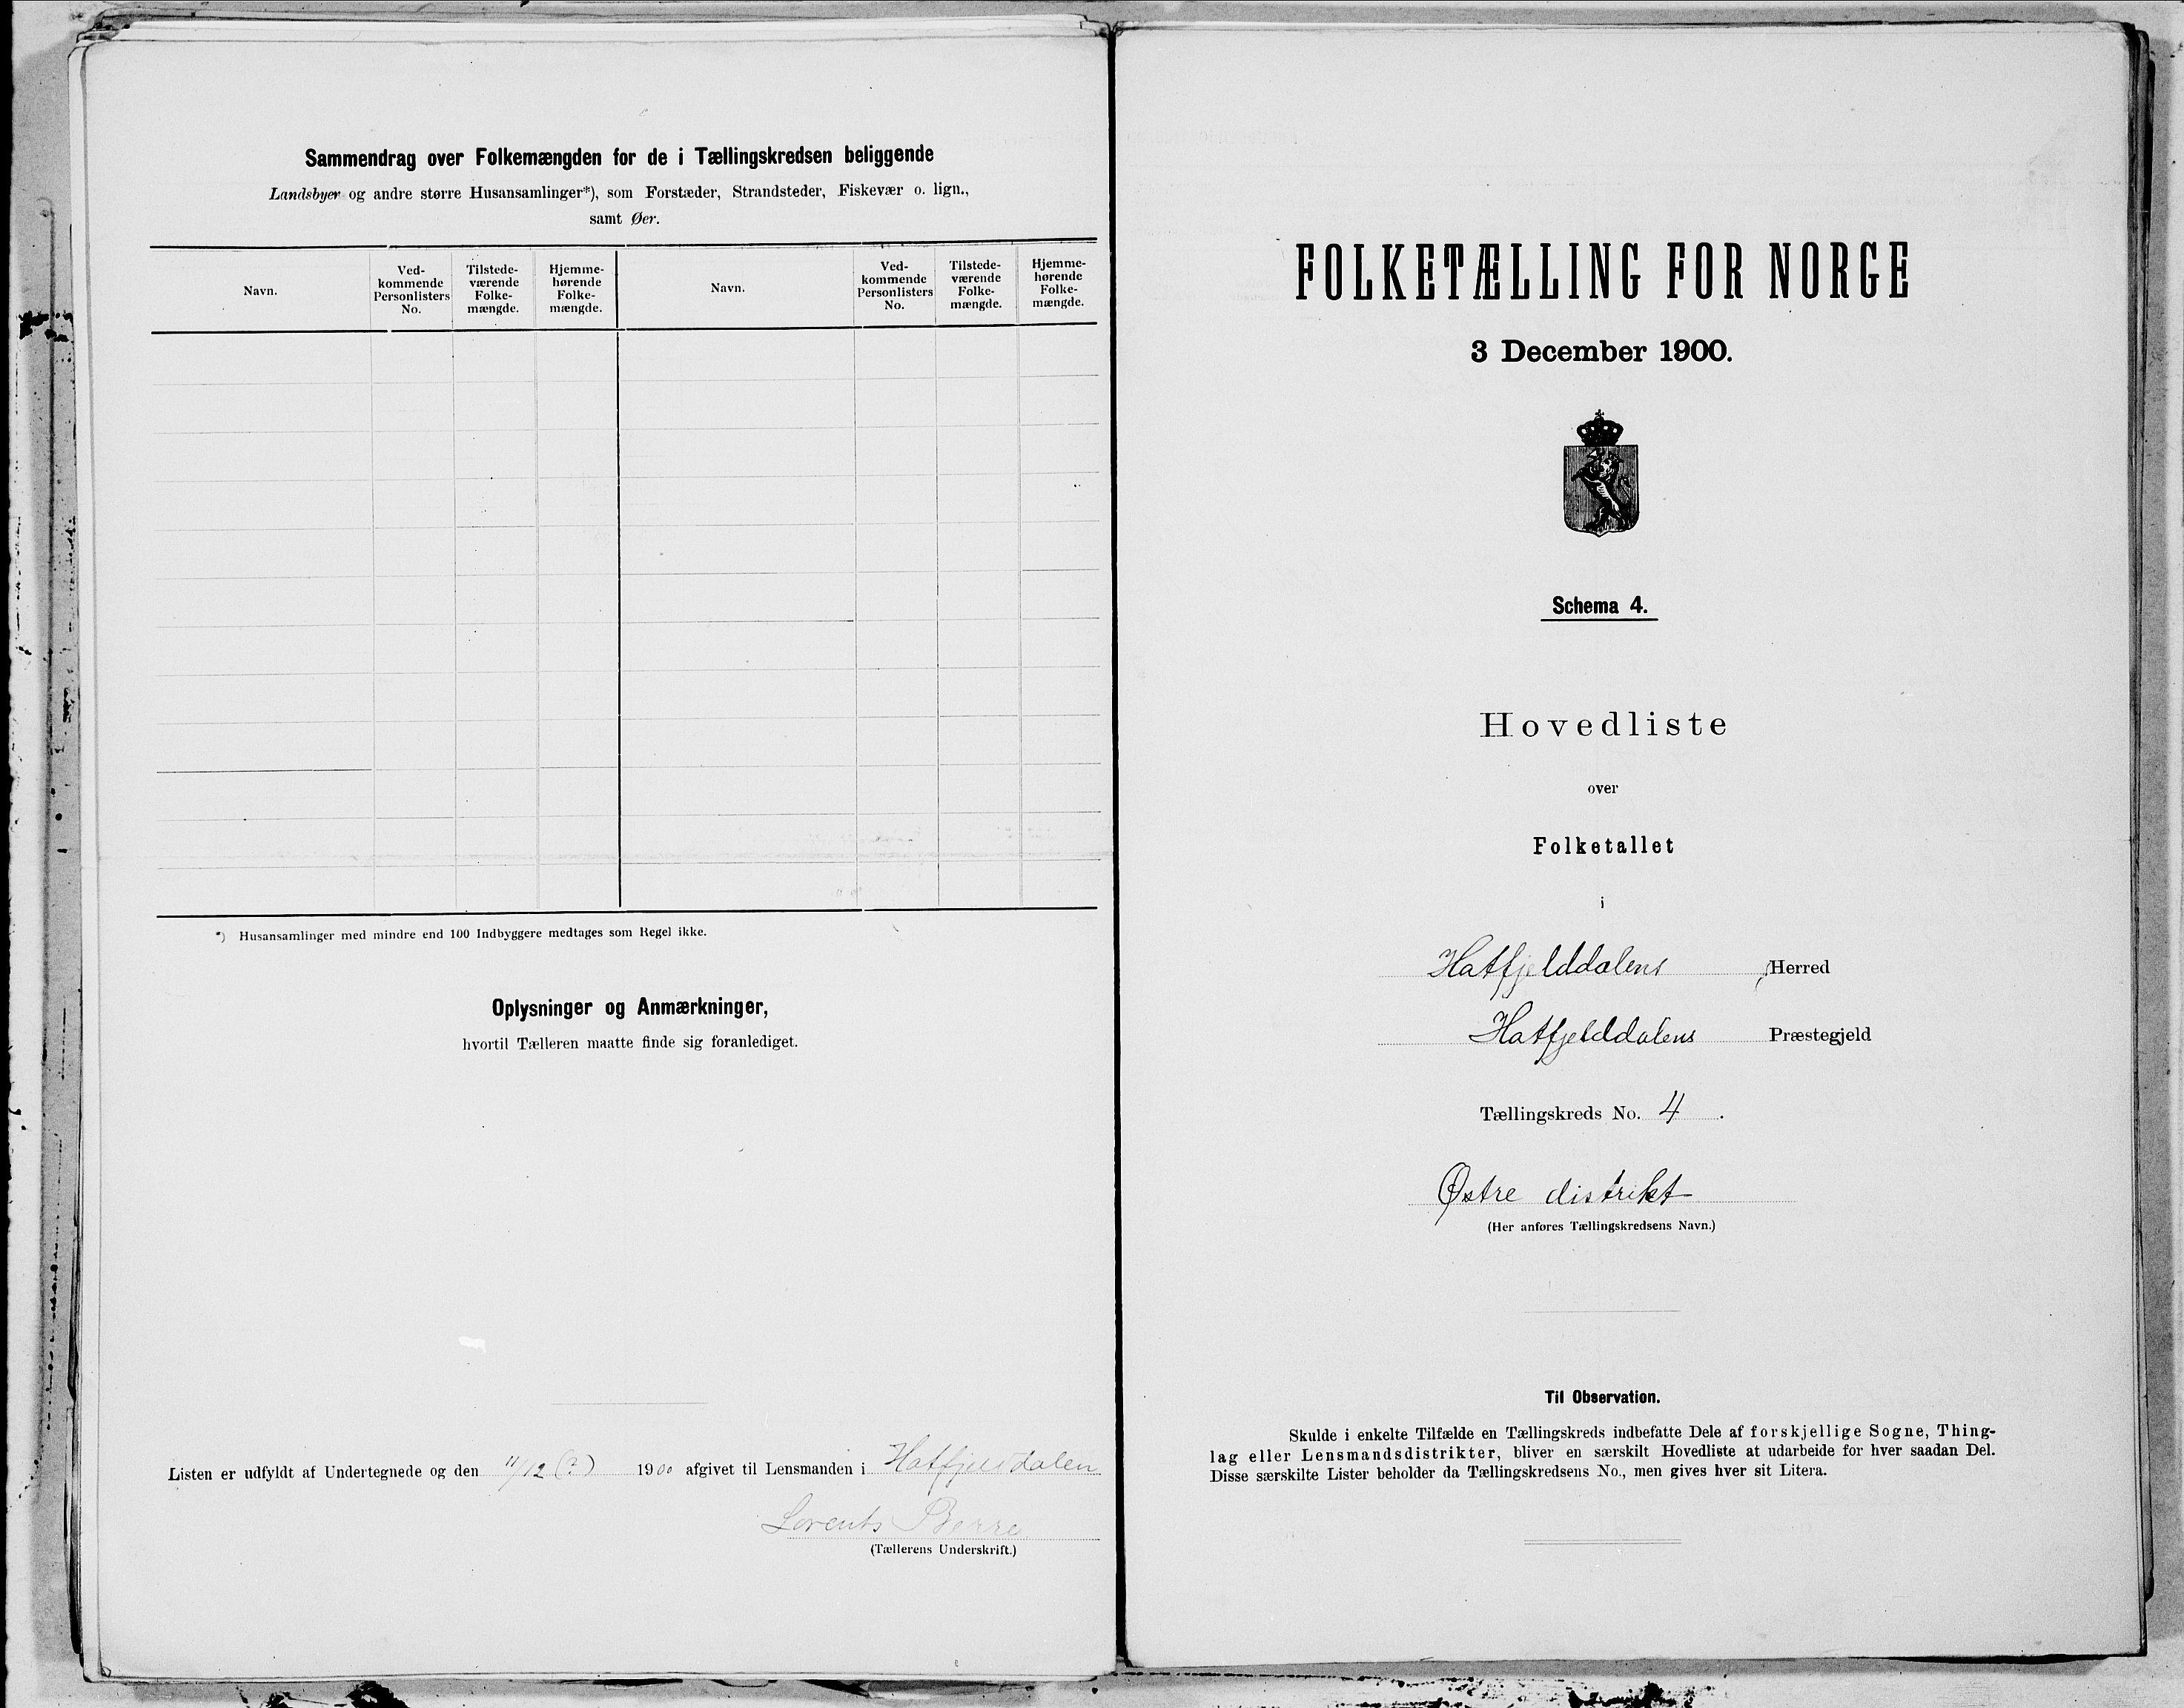 Sammendrag over Folkemængden for de i Tællingskredsen beliggende
Landsbyer og andre større Husansamlinger*), som Forstæder, Strandsteder, Fiskevær o. lign.,
samt Øer.
Navn.
Ved-
kommende
Personlisters
No.
Tilstede-
værende
Folke-
mængde.
Hjemme-
hørende
Folke-
mængde.
Navn.
Ved-
kommende
Personlisters
No.
Tilstede-
værende
Folke-
mængde.
Hjemme-
hørende
Folke-
mængde.
*) Husansamlinger med mindre end 100 Indbyggere medtages som Regel ikke.
Oplysninger og Anmærkninger,
hvortil Tælleren maatte finde sig foranlediget.
Listen er udfyldt af Undertegnede og den 11/12 (?) 1900 afgivet til Lensmanden i Hatfjelddalen
Lorents
(Tællerens Underskrift.)
FOLKETÆLLING FOR NORGE
3 December 1900.
Schema 4.
Hovedliste
over
Folketallet
i
Hatfjelddalens Herred
Hatfjelddalens Præstegjeld
Tællingskreds No. 4.
Østre distrikt
(Her anføres Tællingskredsens Navn.)
Til Observation.
Skulde i enkelte Tilfælde en Tællingskreds indbefatte Dele af forskjellige Sogne, Thing-
lag eller Lensmandsdistrikter, bliver en særskilt Hovedliste at udarbeide for hver saadan Del.
Disse særskilte Lister beholder da Tællingskredsens No., men gives hver sit Litera.